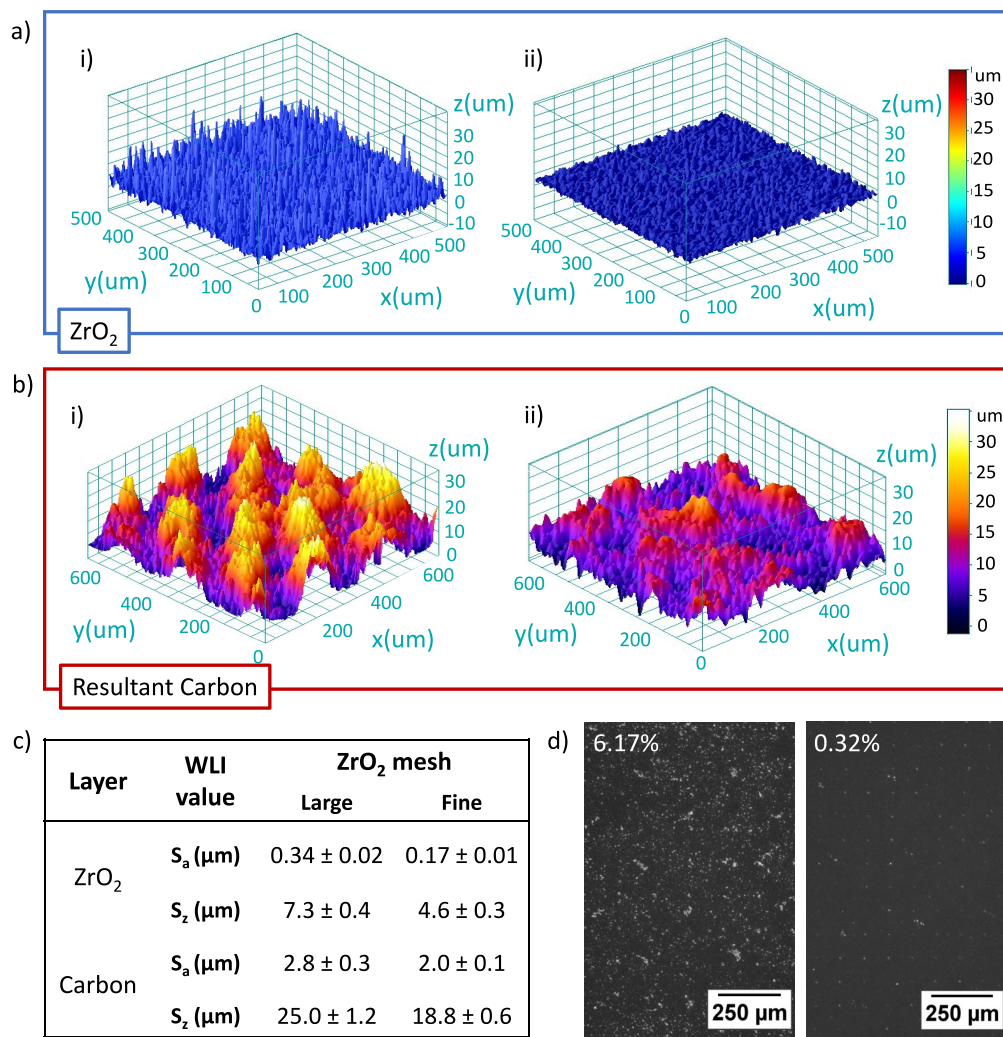 a)
i)
z(um)
30
20
10
0
-10
500
400
300
200
100
0
y(um)
100
200
300
400
500
x(um)
ii)
z(um)
30
20
10
0
-10
500
400
300
200
100
0
y(um)
100
200
300
400
500
x(um)
um
30
25
20
15
10
5
0
ZrO₂
b)
i)
z(um)
30
20
10
0
600
400
200
0
y(um)
200
400
600
x(um)
ii)
z(um)
30
20
10
0
600
400
200
0
y(um)
200
400
600
x(um)
um
30
25
20
15
10
5
0
Resultant Carbon
c)
Layer WLI value ZrO₂ mesh
Large Fine
ZrO₂ Sₐ (µm) 0.34 ± 0.02 0.17 ± 0.01
S_z (µm) 7.3 ± 0.4 4.6 ± 0.3
Carbon Sₐ (µm) 2.8 ± 0.3 2.0 ± 0.1
S_z (µm) 25.0 ± 1.2 18.8 ± 0.6
d)
6.17%
250 µm
0.32%
250 µm